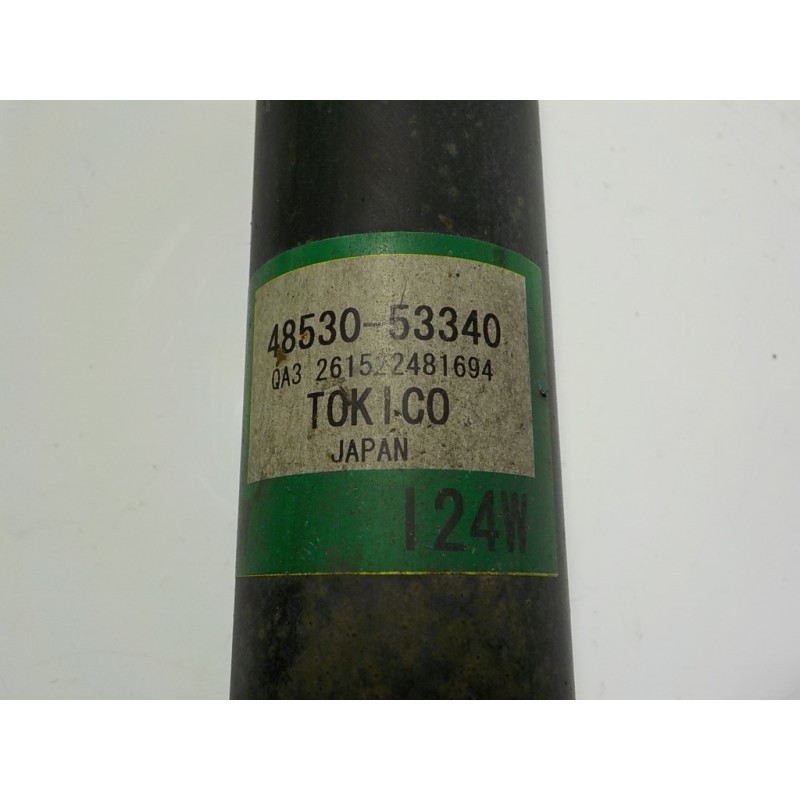 48530-53340
QA3 261522481694
TOKICO
JAPAN
I24W